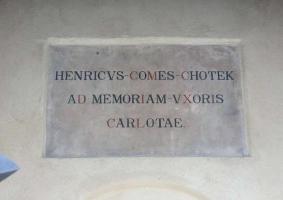 HENRICVS-COMES-CHOTEK
AD MEMORIAM-VXORIS
CARLOTAE.